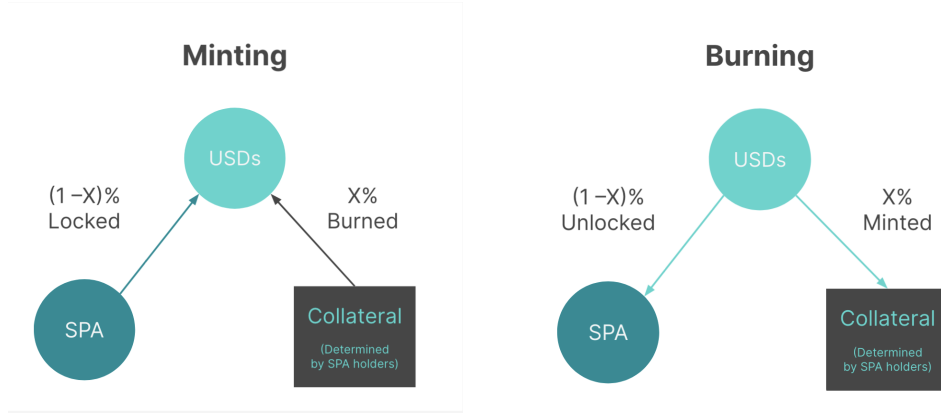 Minting
USDs
(1 –X)%
Locked
X%
Burned
SPA
Collateral
(Determined
by SPA holders)
Burning
USDs
(1 –X)%
Unlocked
X%
Minted
SPA
Collateral
(Determined
by SPA holders)